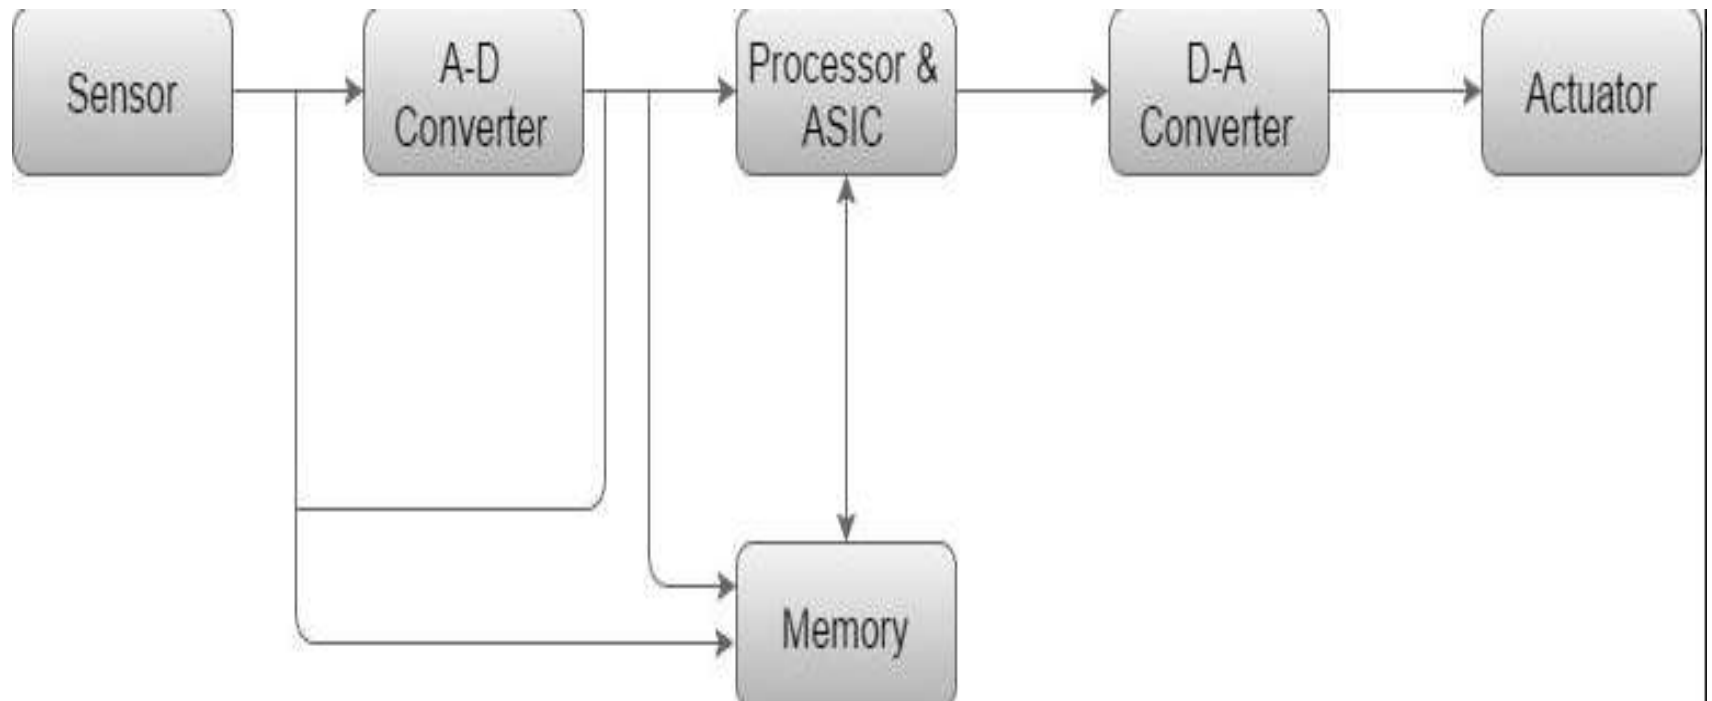 Sensor
A-D
Converter
Processor &
ASIC
D-A
Converter
Actuator
Memory